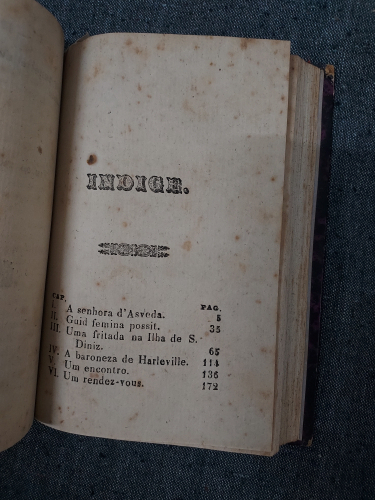 INDICE.
CAP. PAG.
I. A senhora d'Asveda. 5
II. Guid femina possit. 35
III. Uma fritada na Ilha de S.
Diniz. 65
IV. A baroneza de Harleville. 114
V. Um encontro. 136
VI. Um rendez-vous. 172